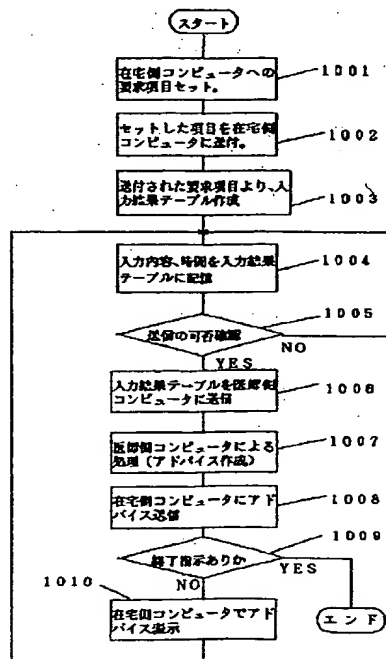 スタート
在宅側コンピュータへの
要求項目セット。
1001
セットした項目を在宅側
コンピュータに送付。
1002
送付された要求項目より、入
力結果テーブル作成
1003
入力内容、時間を入力結果
テーブルに記憶
1004
送信の可否確認
1005
NO
YES
入力結果テーブルを医師側
コンピュータに送信
1006
医師側コンピュータによる
処理(アドバイス作成)
1007
在宅側コンピュータにアド
バイス送信
1008
終了指示ありか
1009
YES
NO
1010
在宅側コンピュータでアド
バイス表示
エンド